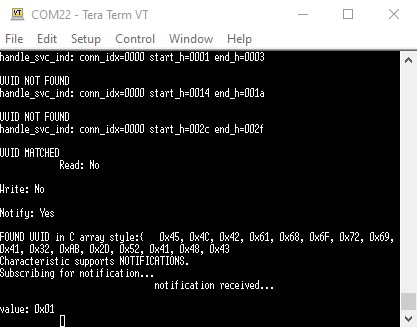 COM22 - Tera Term VT
File Edit Setup Control Window Help
handle_svc_ind: conn_idx=0000 start_h=0001 end_h=0003
UUID NOT FOUND
handle_svc_ind: conn_idx=0000 start_h=0014 end_h=001a
UUID NOT FOUND
handle_svc_ind: conn_idx=0000 start_h=002c end_h=002f
UUID MATCHED
Read: No
Write: No
Notify: Yes
FOUND UUID in C array style:{ 0x45, 0x4C, 0x42, 0x61, 0x68, 0x6F, 0x72, 0x69,
0x41, 0x32, 0xAB, 0x2D, 0x52, 0x41, 0x48, 0x43
Characteristic supports NOTIFICATIONS.
Subscribing for notification...
notification received...
value: 0x01